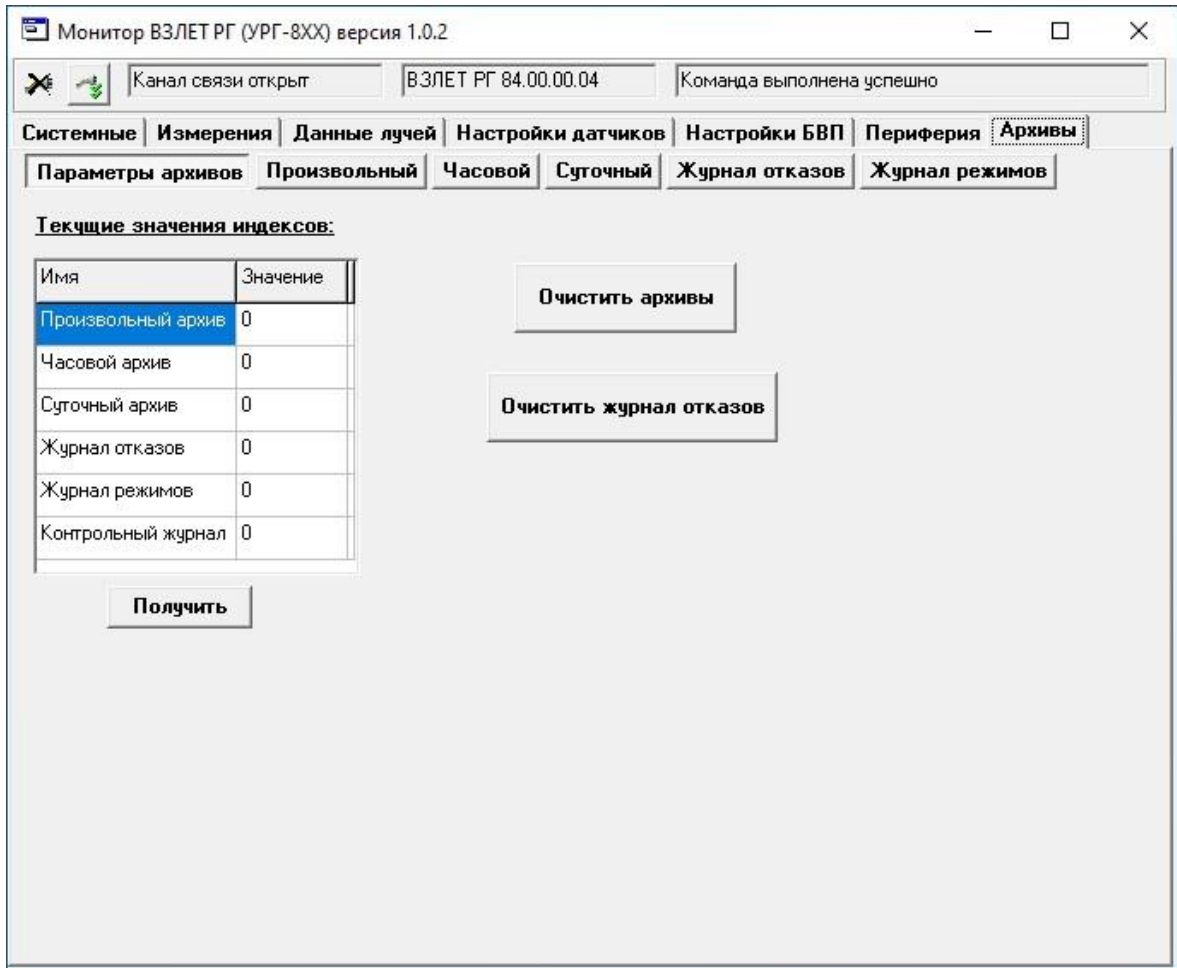 Монитор ВЗЛЕТ РГ (УРГ-8ХХ) версия 1.0.2
Канал связи открыт ВЗЛЕТ РГ 84.00.00.04 Команда выполнена успешно
Системные Измерения Данные лучей Настройки датчиков Настройки БВП Периферия Архивы
Параметры архивов Произвольный Часовой Суточный Журнал отказов Журнал режимов
Текущие значения индексов:
Имя Значение
Произвольный архив 0
Часовой архив 0
Суточный архив 0
Журнал отказов 0
Журнал режимов 0
Контрольный журнал 0
Получить
Очистить архивы
Очистить журнал отказов